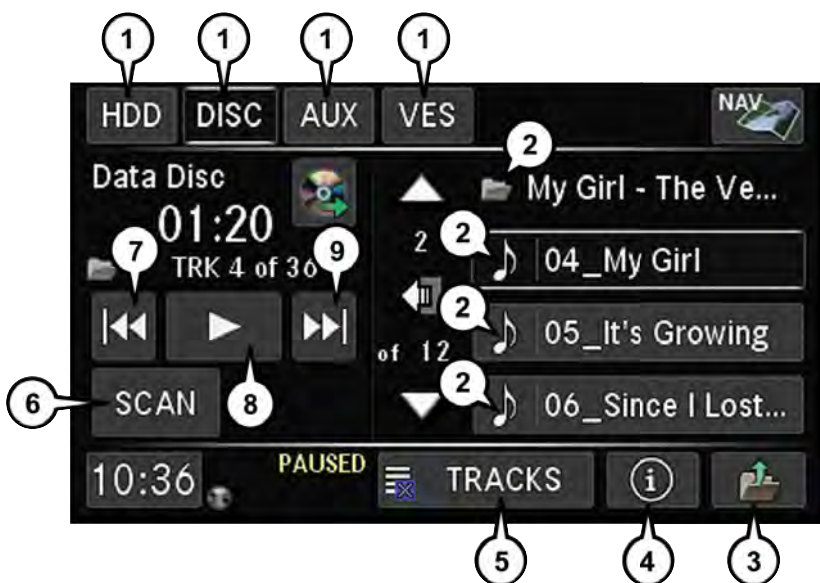 1 1 1 1
HDD DISC AUX VES NAV
2
Data Disc
My Girl - The Ve...
01:20
7 9 2 2
TRK 4 of 36
04_My Girl
2
of 12
05_It's Growing
2
6 SCAN 8
06_Since I Lost...
10:36 PAUSED TRACKS i
5 4 3